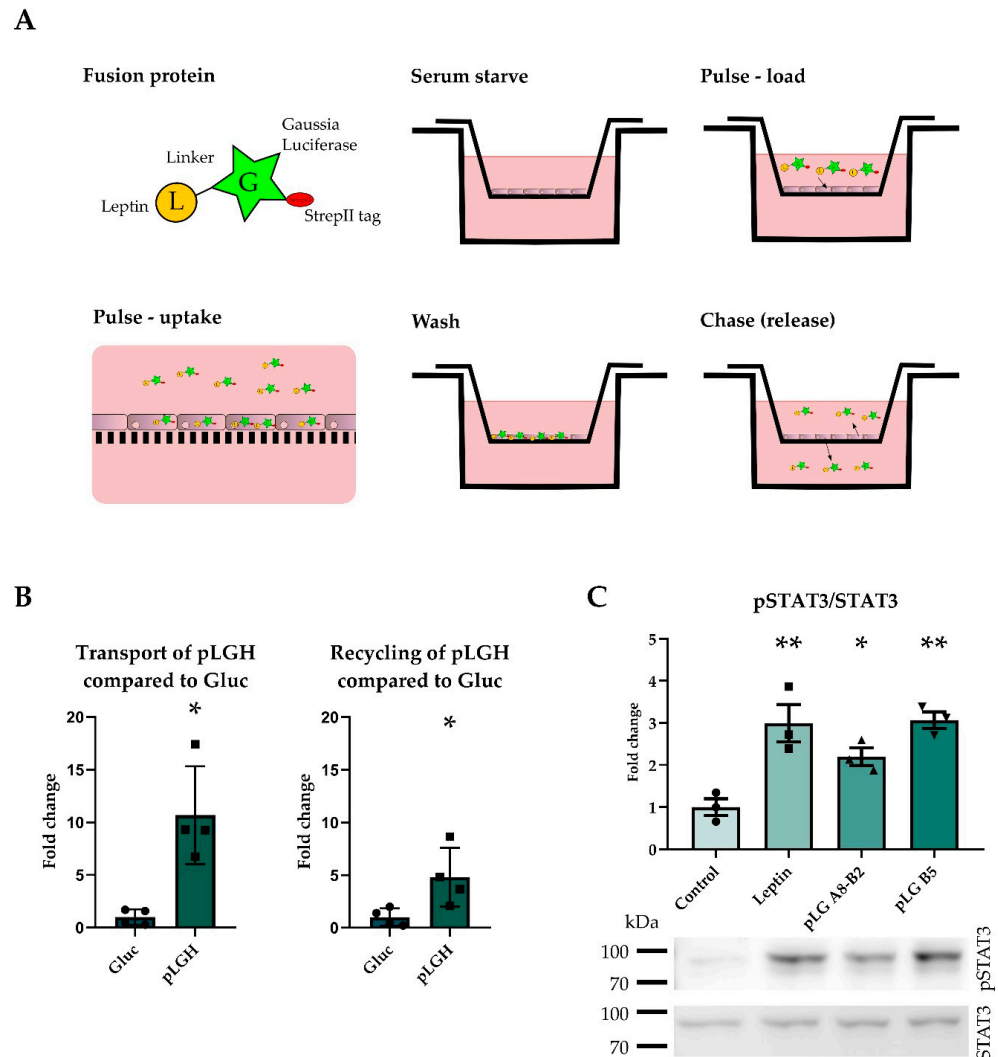 A
Fusion protein
Serum starve
Pulse - load
Gaussia
Luciferase
Linker
G
L
Leptin
StrepII tag
Pulse - uptake
Wash
Chase (release)
B
Transport of pLGH
compared to Gluc
Recycling of pLGH
compared to Gluc
*
*
Fold change
20
15
10
5
0
Gluc
pLGH
Fold change
20
15
10
5
0
Gluc
pLGH
C
pSTAT3/STAT3
**
*
**
Fold change
5
4
3
2
1
0
Control
Leptin
pLG A8-B2
pLG B5
kDa
100
70
pSTAT3
100
70
STAT3